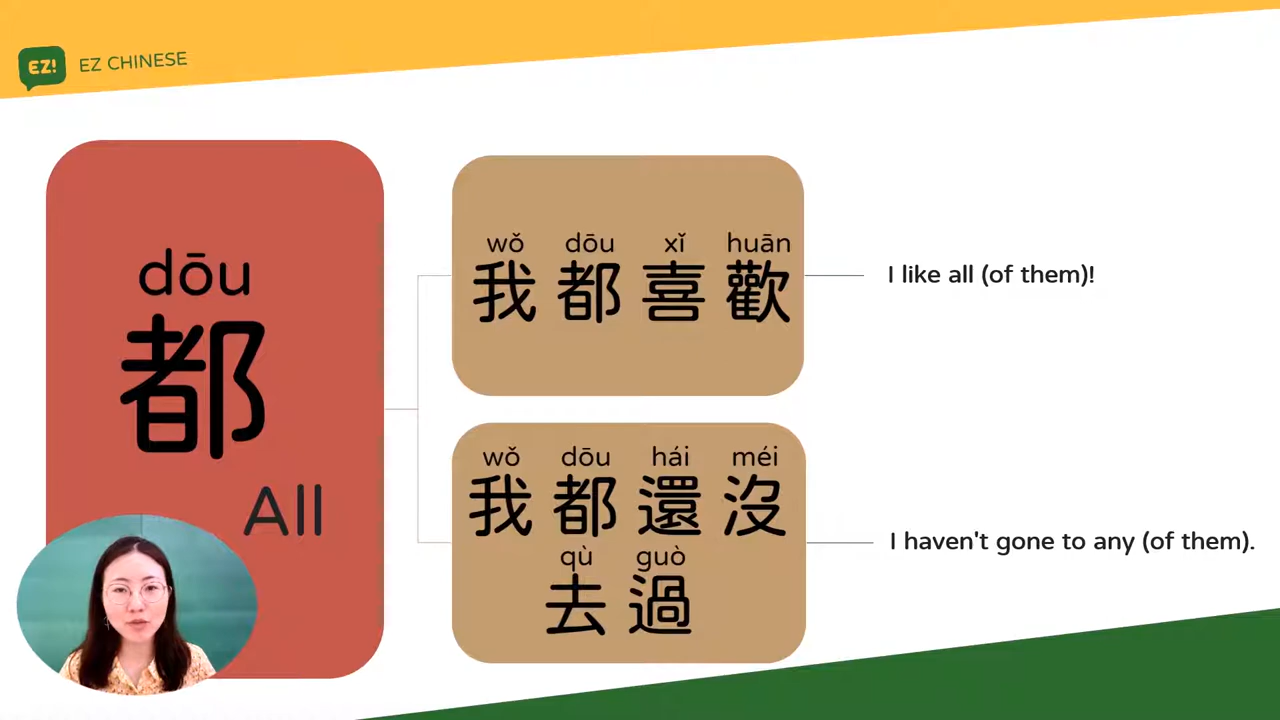 EZ!
EZ CHINESE
dōu
都
All
wǒ dōu xǐ huān
我都喜歡
I like all (of them)!
wǒ dōu hái méi
我都還沒
qù guò
去過
I haven't gone to any (of them).